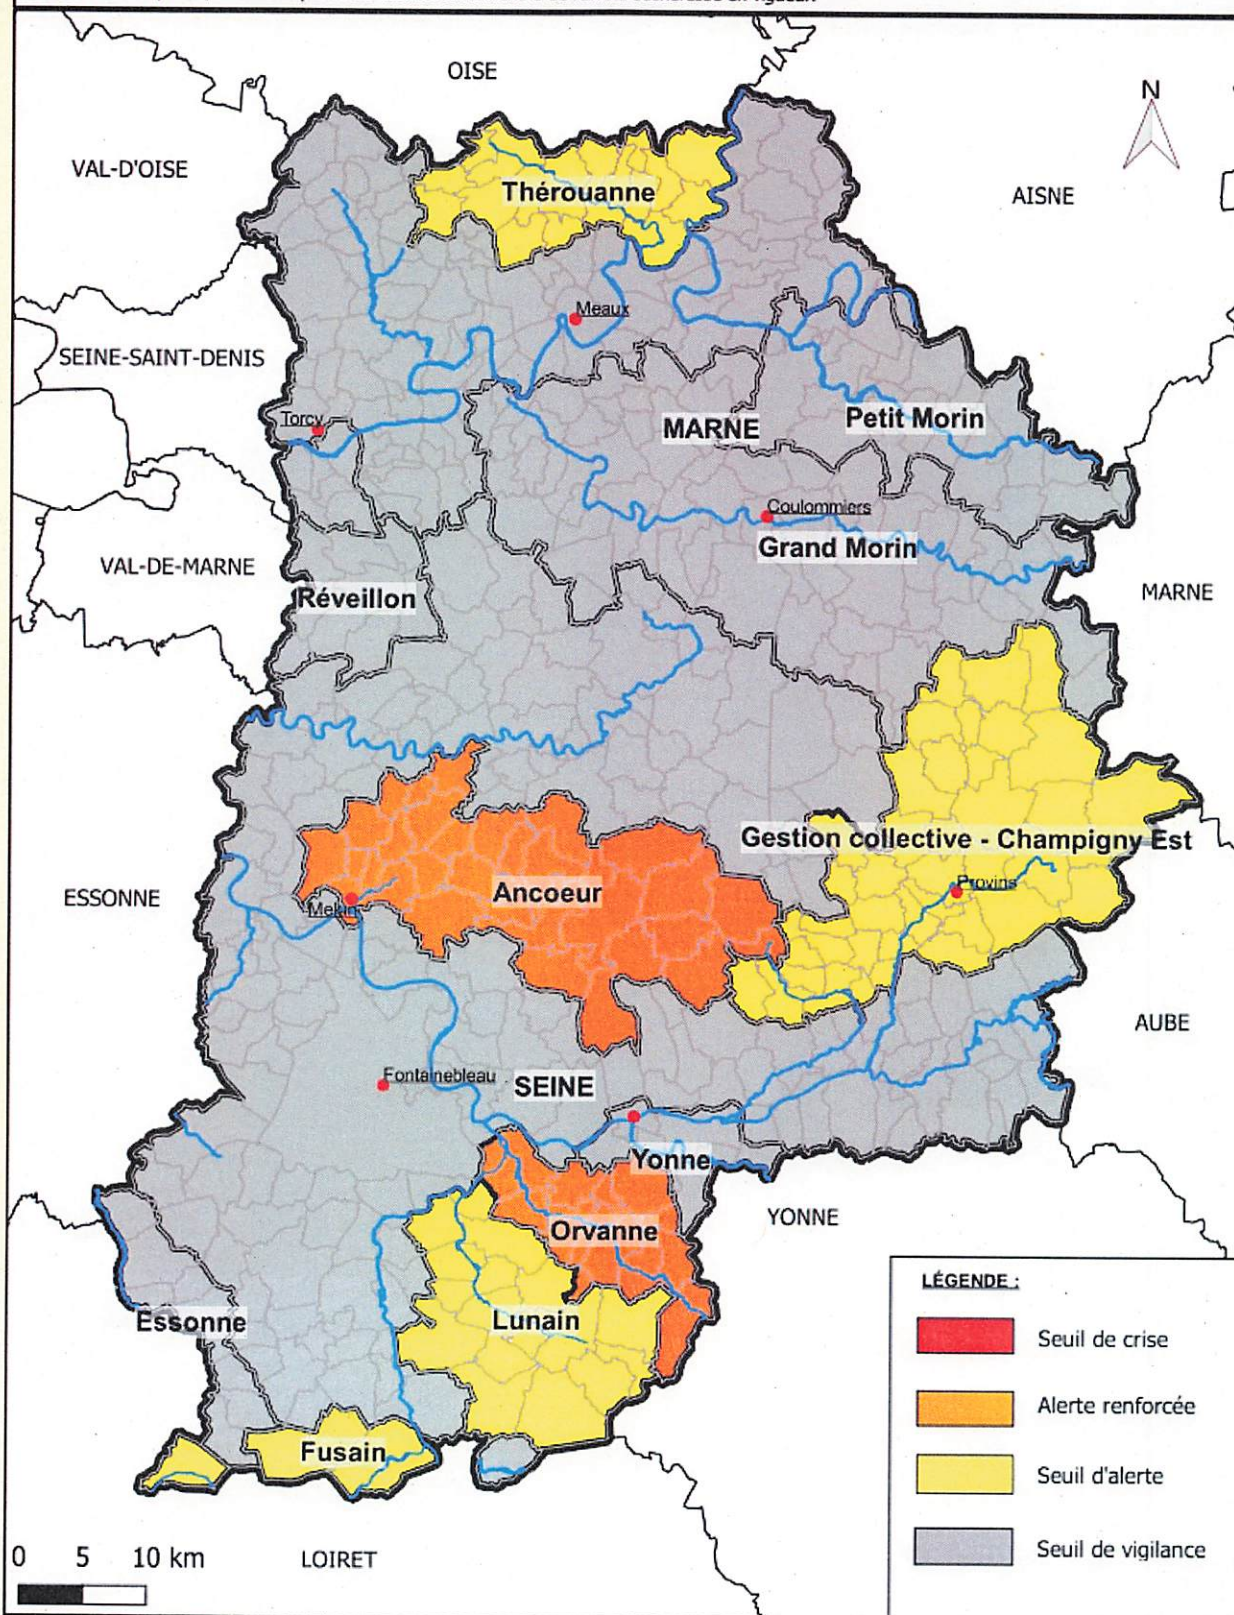 OISE
N
VAL-D'OISE
Thérouanne
AISNE
Meaux
SEINE-SAINT-DENIS
Torcy
MARNE
Petit Morin
Coulommiers
Grand Morin
VAL-DE-MARNE
Réveillon
MARNE
Gestion collective - Champigny Est
Provins
ESSONNE
Ancoeur
Melun
AUBE
Fontainebleau
SEINE
Yonne
YONNE
Orvanne
Essonne
Lunain
Fusain
LÉGENDE :
Seuil de crise
Alerte renforcée
Seuil d'alerte
Seuil de vigilance
0 5 10 km
LOIRET